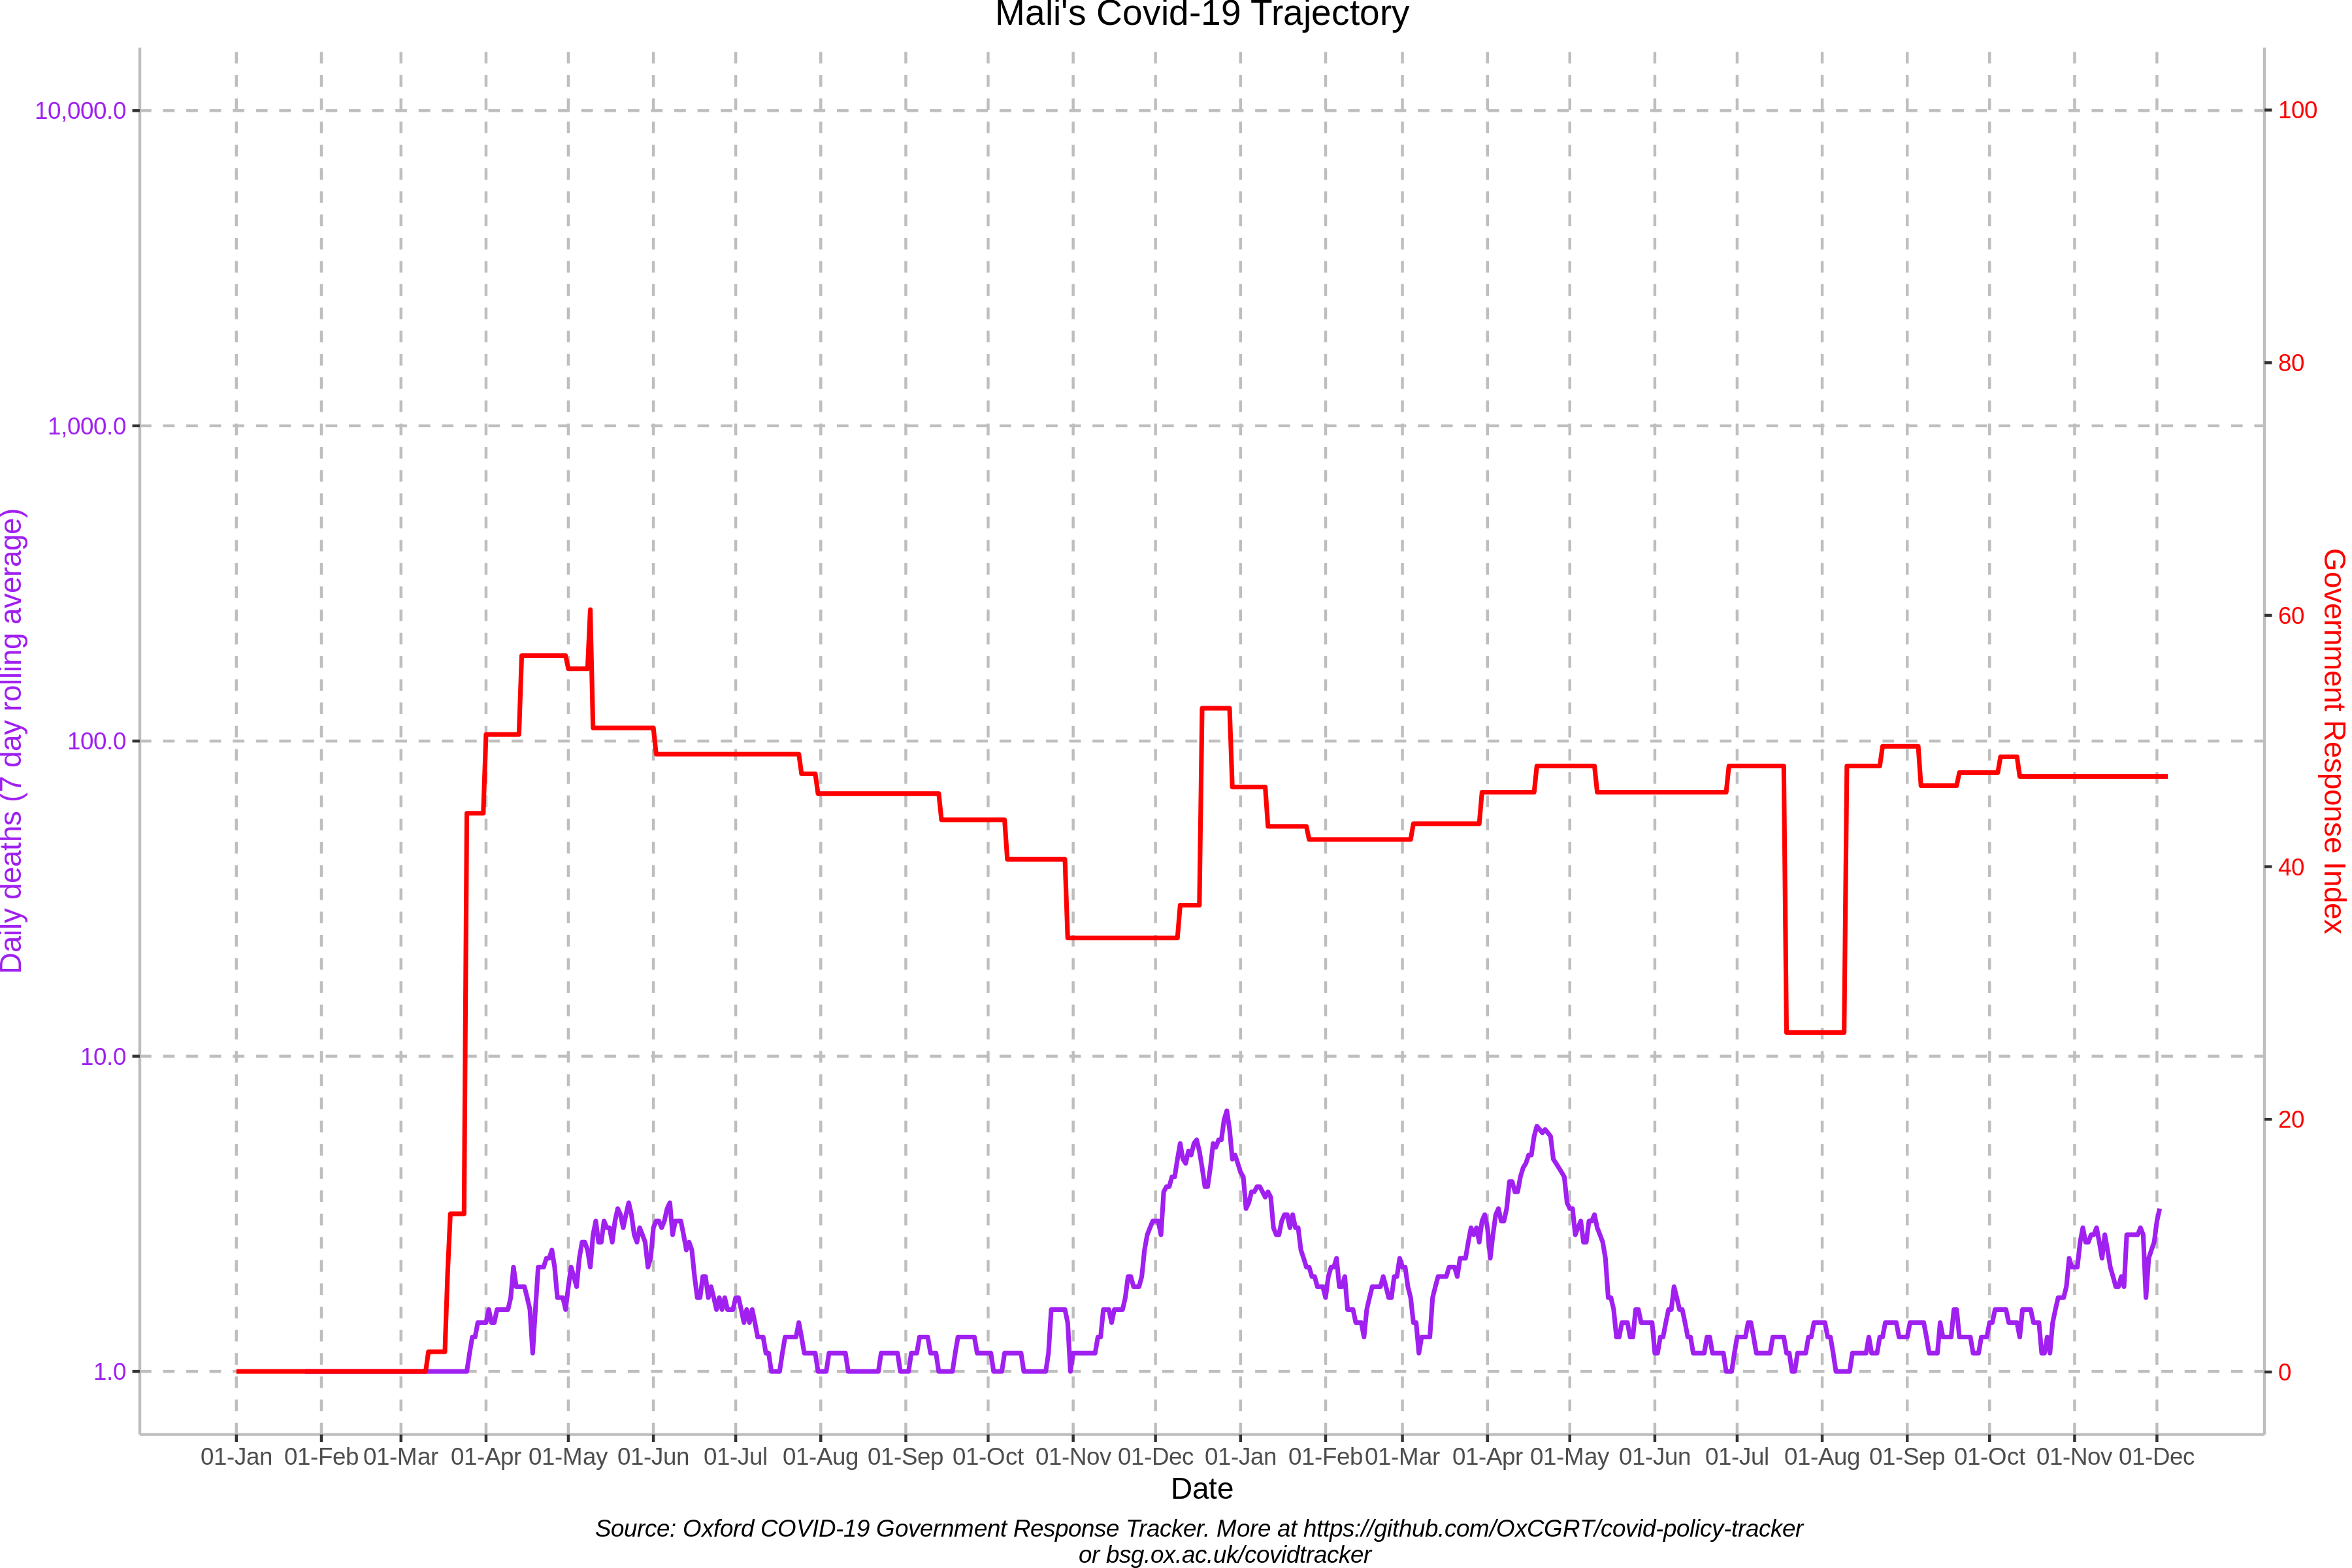 Mali's Covid-19 Trajectory
10,000.0
1,000.0
100.0
10.0
1.0
Daily deaths (7 day rolling average)
100
80
60
40
20
0
Government Response Index
01-Jan 01-Feb 01-Mar 01-Apr 01-May 01-Jun 01-Jul 01-Aug 01-Sep 01-Oct 01-Nov 01-Dec 01-Jan 01-Feb 01-Mar 01-Apr 01-May 01-Jun 01-Jul 01-Aug 01-Sep 01-Oct 01-Nov 01-Dec
Date
Source: Oxford COVID-19 Government Response Tracker. More at https://github.com/OxCGRT/covid-policy-tracker
or bsg.ox.ac.uk/covidtracker